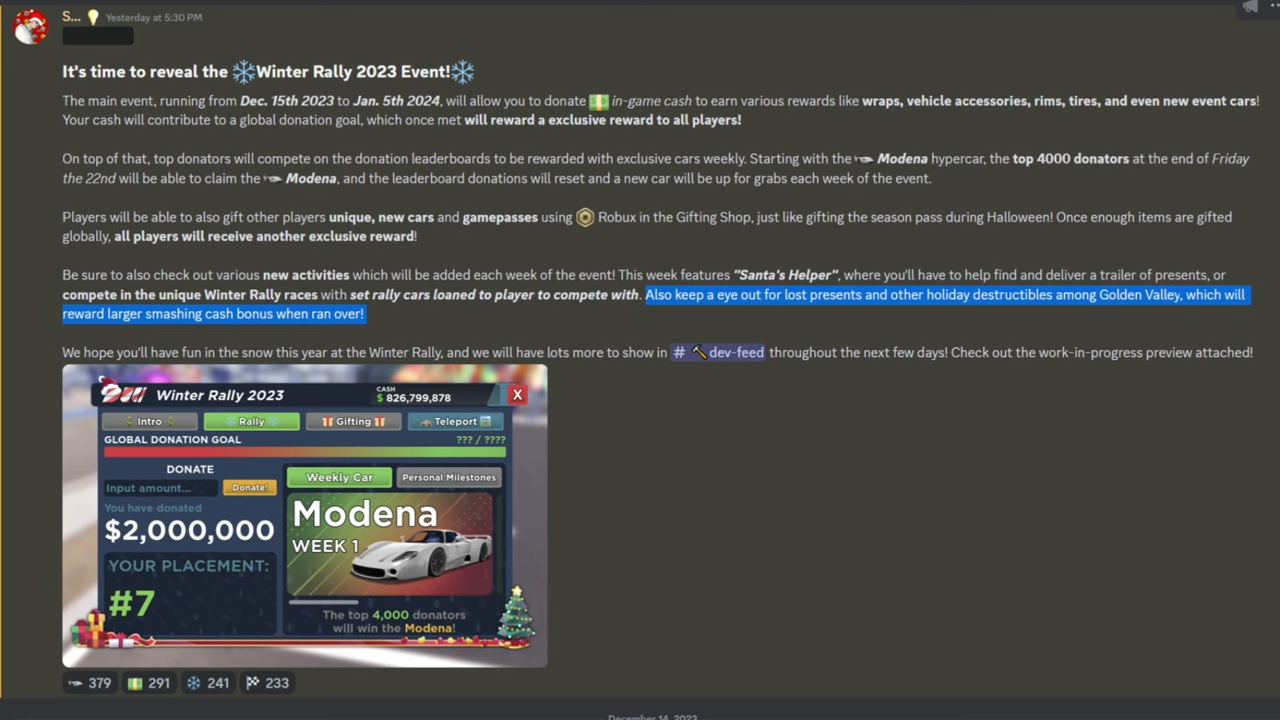 S... Yesterday at 5:30 PM
It's time to reveal the ❄Winter Rally 2023 Event!❄
The main event, running from Dec. 15th 2023 to Jan. 5th 2024, will allow you to donate 💵 in-game cash to earn various rewards like wraps, vehicle accessories, rims, tires, and even new event cars!
Your cash will contribute to a global donation goal, which once met will reward a exclusive reward to all players!
On top of that, top donators will compete on the donation leaderboards to be rewarded with exclusive cars weekly. Starting with the Modena hypercar, the top 4000 donators at the end of Friday
the 22nd will be able to claim the Modena, and the leaderboard donations will reset and a new car will be up for grabs each week of the event.
Players will be able to also gift other players unique, new cars and gamepasses using Robux in the Gifting Shop, just like gifting the season pass during Halloween! Once enough items are gifted
globally, all players will receive another exclusive reward!
Be sure to also check out various new activities which will be added each week of the event! This week features "Santa's Helper", where you'll have to help find and deliver a trailer of presents, or
compete in the unique Winter Rally races with set rally cars loaned to player to compete with. Also keep a eye out for lost presents and other holiday destructibles among Golden Valley, which will
reward larger smashing cash bonus when ran over!
We hope you'll have fun in the snow this year at the Winter Rally, and we will have lots more to show in # 🔨 dev-feed throughout the next few days! Check out the work-in-progress preview attached!
Winter Rally 2023
CASH
$ 826,799,878
X
Intro
Rally
Gifting
Teleport
GLOBAL DONATION GOAL
??? / ????
DONATE
Input amount...
Donate!
You have donated
$2,000,000
YOUR PLACEMENT:
#7
Weekly Car
Personal Milestones
Modena
WEEK 1
The top 4,000 donators
will win the Modena!
379
291
241
233
December 14, 2023